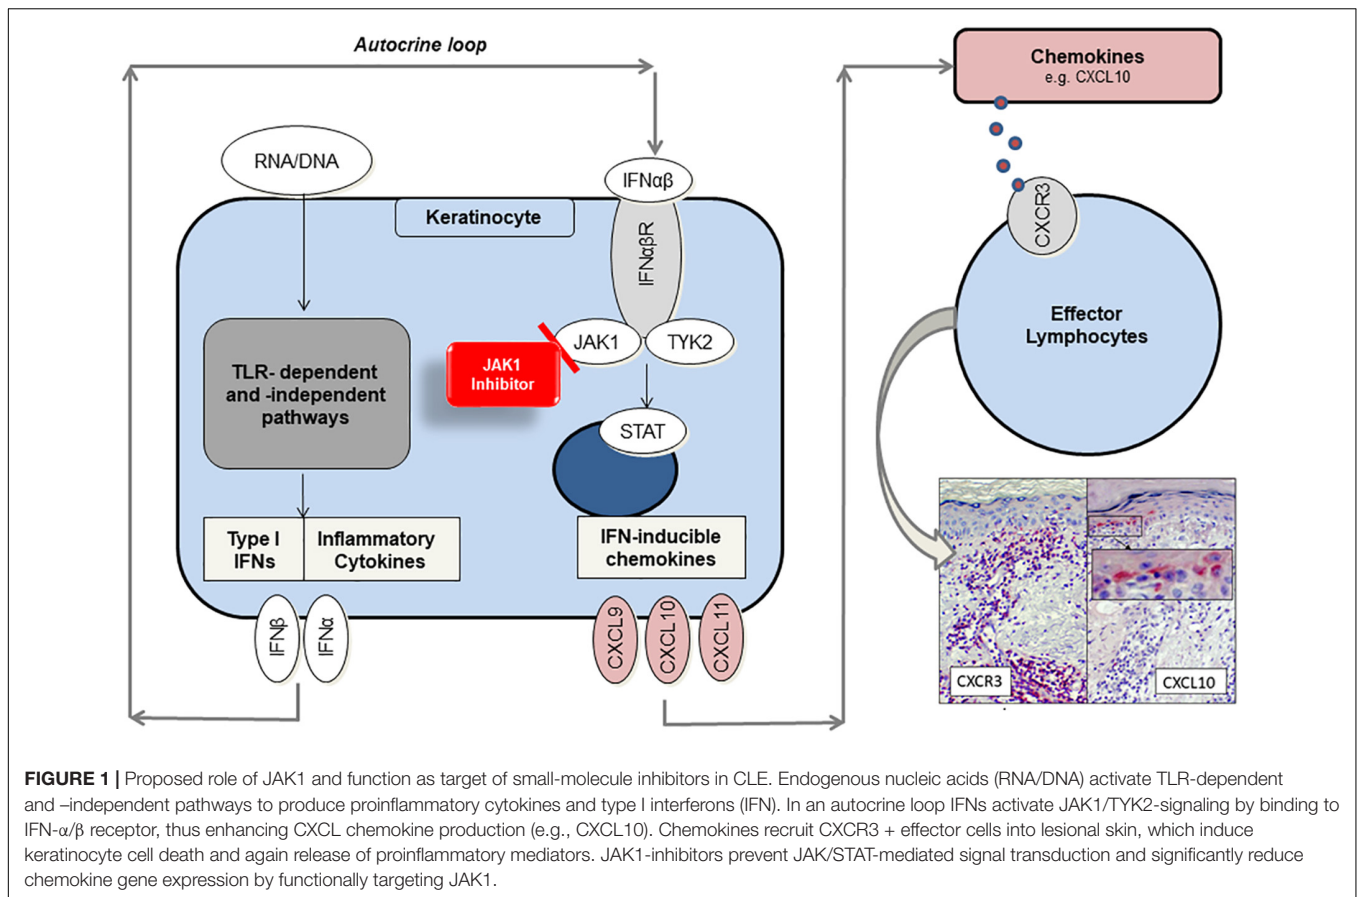 Autocrine loop
RNA/DNA
IFNαβ
Keratinocyte
IFNαβR
TLR- dependent
and -independent
pathways
JAK1
Inhibitor
JAK1
TYK2
STAT
Type I
IFNs
Inflammatory
Cytokines
IFN-inducible
chemokines
IFNβ
IFNα
CXCL9
CXCL10
CXCL11
Chemokines
e.g. CXCL10
CXCR3
Effector
Lymphocytes
CXCR3
CXCL10
FIGURE 1 | Proposed role of JAK1 and function as target of small-molecule inhibitors in CLE. Endogenous nucleic acids (RNA/DNA) activate TLR-dependent
and –independent pathways to produce proinflammatory cytokines and type I interferons (IFN). In an autocrine loop IFNs activate JAK1/TYK2-signaling by binding to
IFN-α/β receptor, thus enhancing CXCL chemokine production (e.g., CXCL10). Chemokines recruit CXCR3 + effector cells into lesional skin, which induce
keratinocyte cell death and again release of proinflammatory mediators. JAK1-inhibitors prevent JAK/STAT-mediated signal transduction and significantly reduce
chemokine gene expression by functionally targeting JAK1.